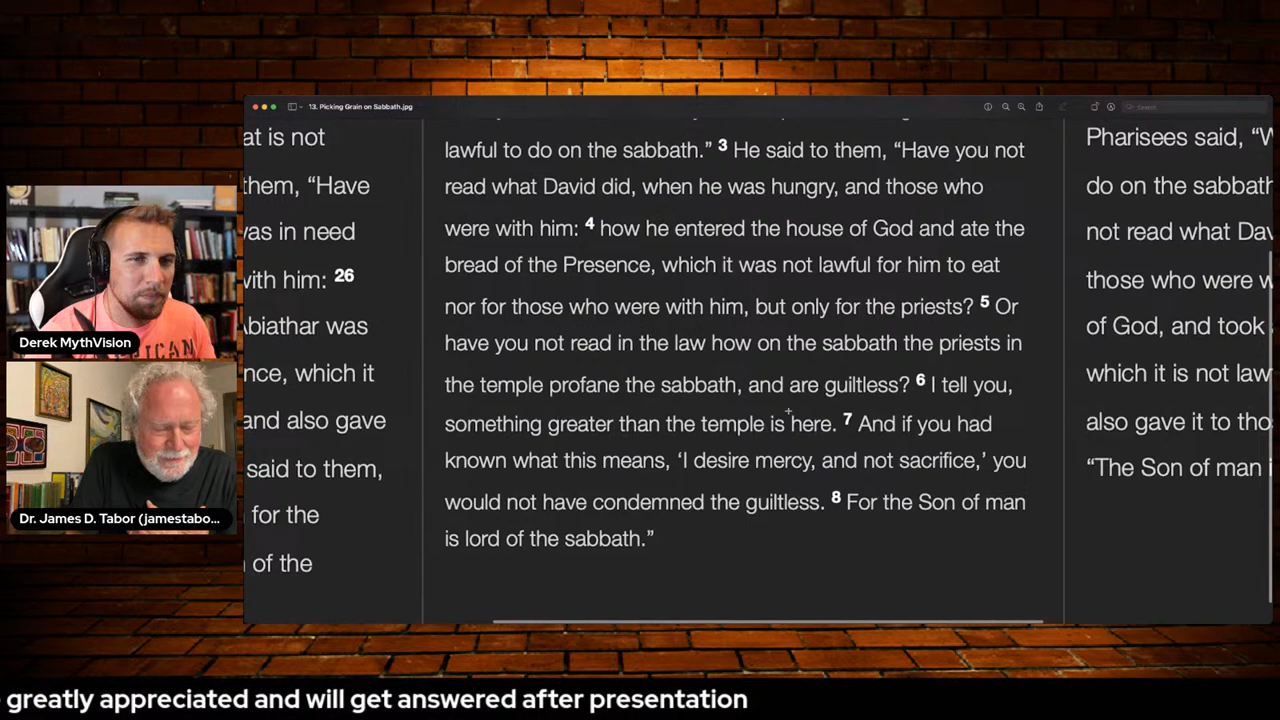 13. Picking Grain on Sabbath.jpg
Search
at is not
them, "Have
was in need
with him: 26
Abiathar was
nce, which it
and also gave
said to them,
for the
of the
lawful to do on the sabbath." 3 He said to them, "Have you not
read what David did, when he was hungry, and those who
were with him: 4 how he entered the house of God and ate the
bread of the Presence, which it was not lawful for him to eat
nor for those who were with him, but only for the priests? 5 Or
have you not read in the law how on the sabbath the priests in
the temple profane the sabbath, and are guiltless? 6 I tell you,
something greater than the temple is here. 7 And if you had
known what this means, 'I desire mercy, and not sacrifice,' you
would not have condemned the guiltless. 8 For the Son of man
is lord of the sabbath."
Pharisees said, "W
do on the sabbath
not read what Dav
those who were w
of God, and took
which it is not law
also gave it to tho
"The Son of man i
Derek MythVision
Dr. James D. Tabor (jamestabo...
greatly appreciated and will get answered after presentation